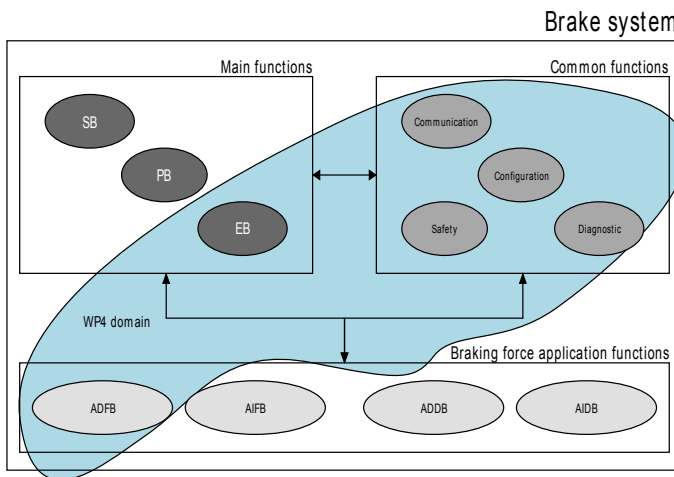 Brake system
Main functions
Common functions
SB
PB
EB
Communication
Configuration
Safety
Diagnostic
WP4 domain
Braking force application functions
ADFB
AIFB
ADDB
AIDB